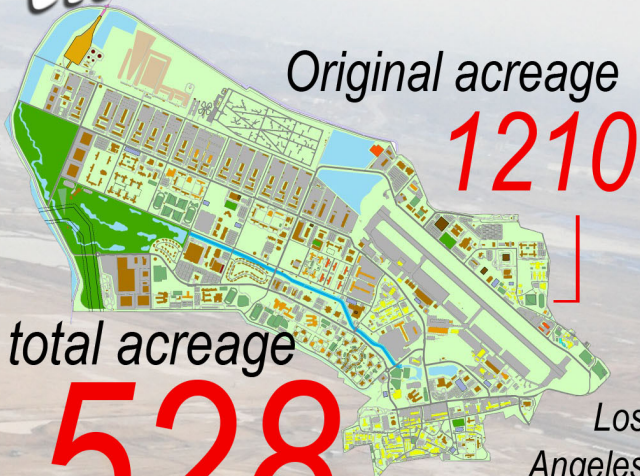 Original acreage
1210
total acreage
528
Los
Angeles